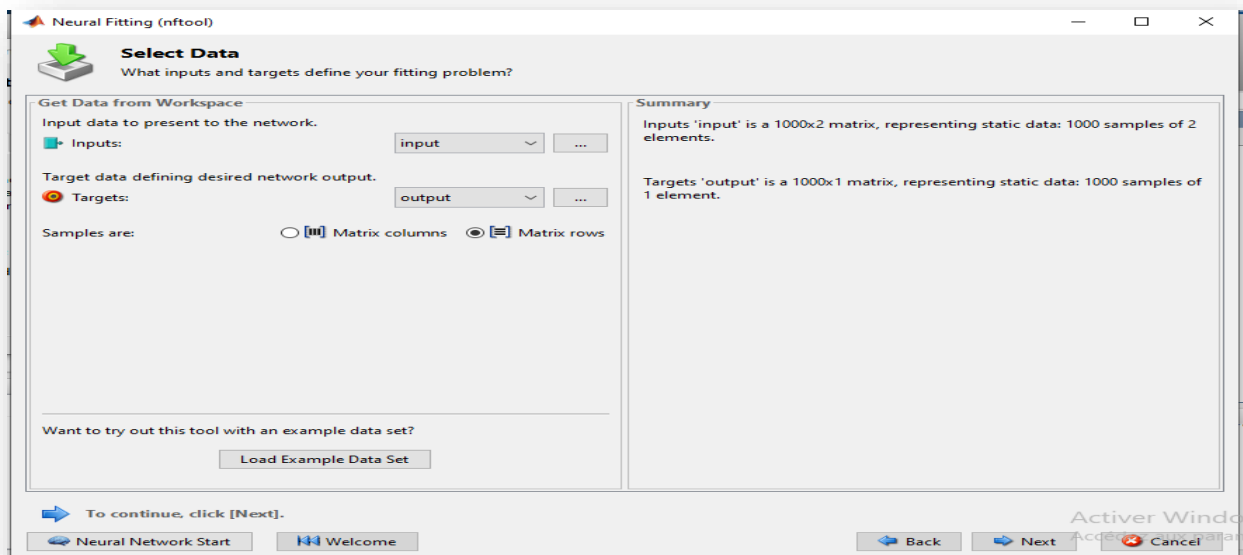 Neural Fitting (nftool)
Select Data
What inputs and targets define your fitting problem?
Get Data from Workspace
Input data to present to the network.
Inputs:
input
...
Target data defining desired network output.
Targets:
output
...
Samples are:
Matrix columns
Matrix rows
Want to try out this tool with an example data set?
Load Example Data Set
Summary
Inputs 'input' is a 1000x2 matrix, representing static data: 1000 samples of 2
elements.
Targets 'output' is a 1000x1 matrix, representing static data: 1000 samples of
1 element.
To continue, click [Next].
Activer Windo
Neural Network Start
Welcome
Back
Next
Cancel